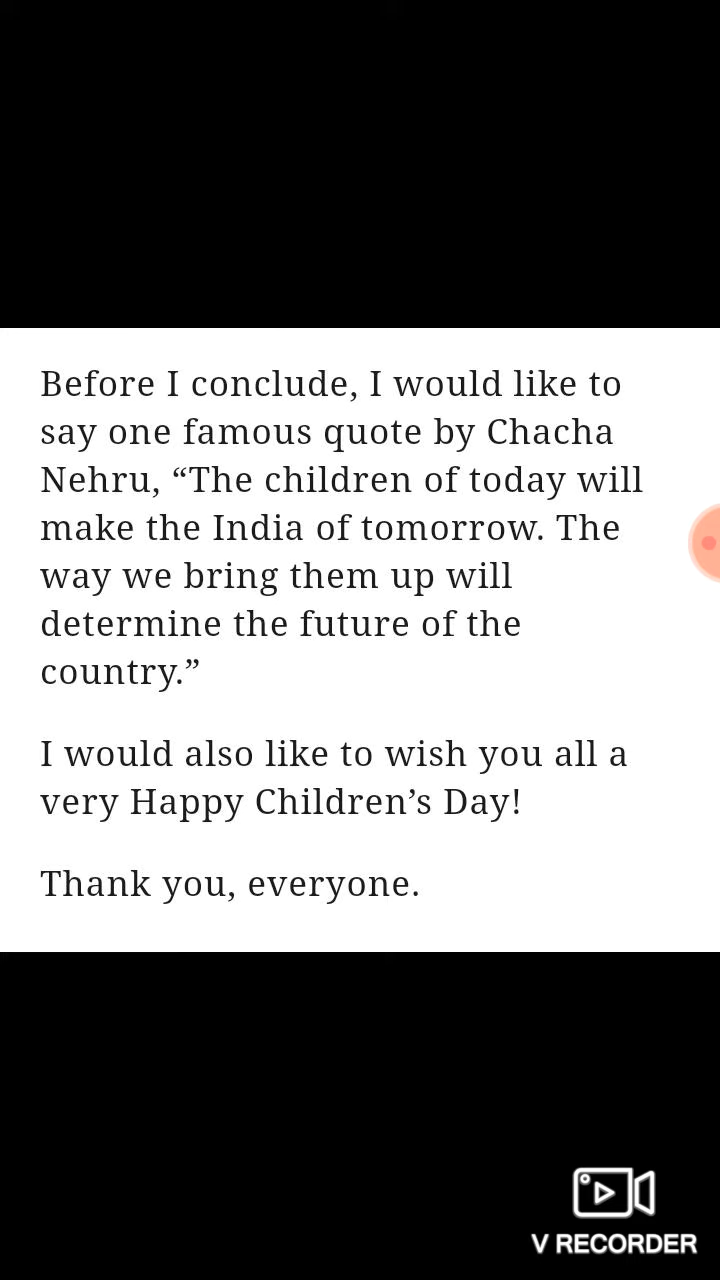 Before I conclude, I would like to
say one famous quote by Chacha
Nehru, “The children of today will
make the India of tomorrow. The
way we bring them up will
determine the future of the
country.”
I would also like to wish you all a
very Happy Children’s Day!
Thank you, everyone.
V RECORDER